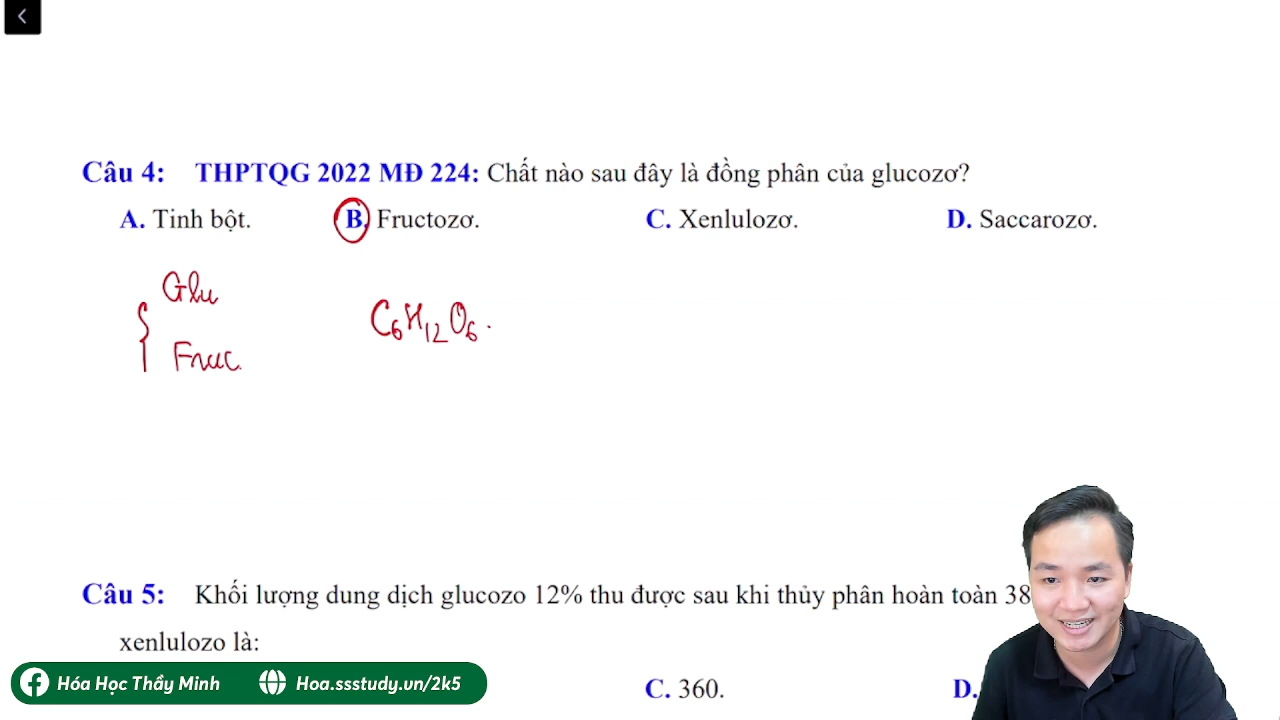 Câu 4: THPTQG 2022 MĐ 224: Chất nào sau đây là đồng phân của glucozơ?
A. Tinh bột. B. Fructozơ. C. Xenlulozơ. D. Saccarozơ.
Glu
Fruc.
C₆H₁₂O₆.
Câu 5: Khối lượng dung dịch glucozo 12% thu được sau khi thủy phân hoàn toàn 38
xenlulozo là:
C. 360. D.
Hóa Học Thầy Minh Hoa.ssstudy.vn/2k5